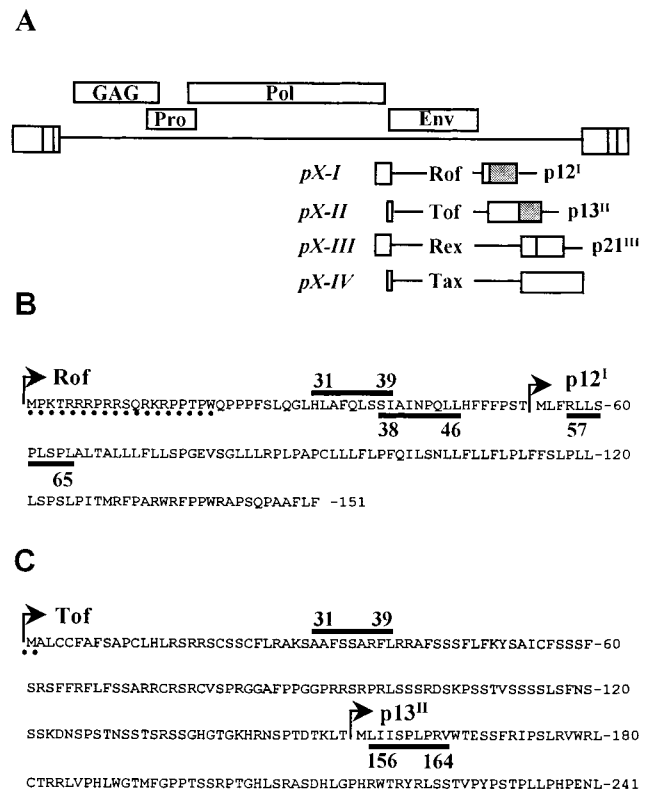 A
GAG Pol
Pro Env
pX-I Rof p12I
pX-II Tof p13II
pX-III Rex p21III
pX-IV Tax
B
Rof 31 39 p12I
MPKTRRRPRRSQRKRPPTPWQPPPFSLQGLHLAFQLSSIAINPQLLHFFFPST MLFRLLS-60
38 46 57
PLSPLALTALLLFLLSPGEVSGLLLRPLPAPCLLLFLPFQILSNLLFLLFLPLFFSLPLL-120
65
LSPSLPITMRFPARWRFPPWRAPSQPAAFLF -151
C
Tof 31 39
MALCCFAFSAPCLHLRSRRSCSSCFLRAKSAAFSSARFLRRAFSSSFLFKYSAICFSSSF-60
SRSFFRFLFSSARRCRSRCVSPRGGAFPPGGPRRSRPRLSSSRDSKPSSTVSSSSLSFNS-120
p13II
SSKDNSPSTNSSTSRSSGHGTGKHRNSPTDTKLT MLIISPLPRVWTESSFRIPSLRVWRL-180
156 164
CTRRLVPHLWGTMFGPPTSSRPTGHLSRASDHLGPHRWTRYRLSSTVPYPSTPLLPHPENL-241